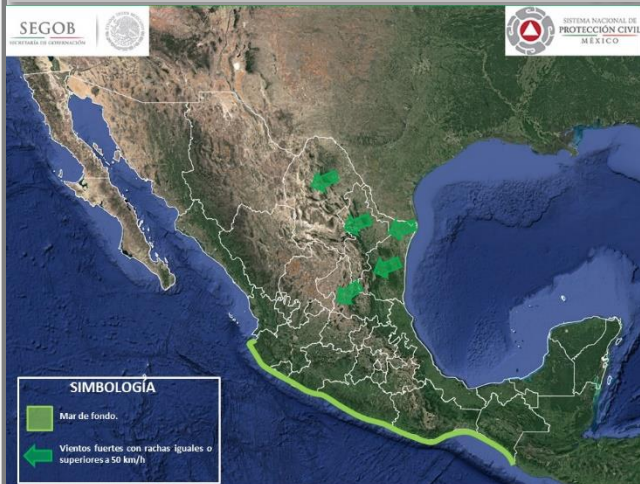 SEGOB
SECRETARÍA DE GOBERNACIÓN
SISTEMA NACIONAL DE
PROTECCIÓN CIVIL
MÉXICO
SIMBOLOGÍA
Mar de fondo.
Vientos fuertes con rachas iguales o
superiores a 50 km/h